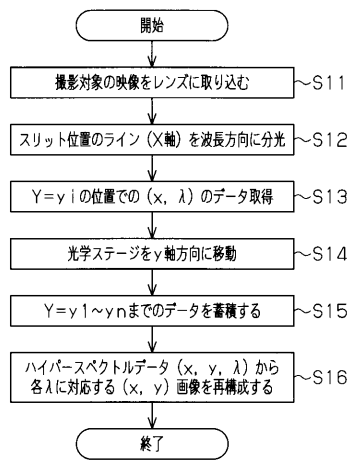 開始
撮影対象の映像をレンズに取り込む
S11
スリット位置のライン(X軸)を波長方向に分光
S12
Y=yiの位置での(x, λ)のデータ取得
S13
光学ステージをy軸方向に移動
S14
Y=y1~ynまでのデータを蓄積する
S15
ハイパースペクトルデータ(x, y, λ)から
各λに対応する(x, y)画像を再構成する
S16
終了